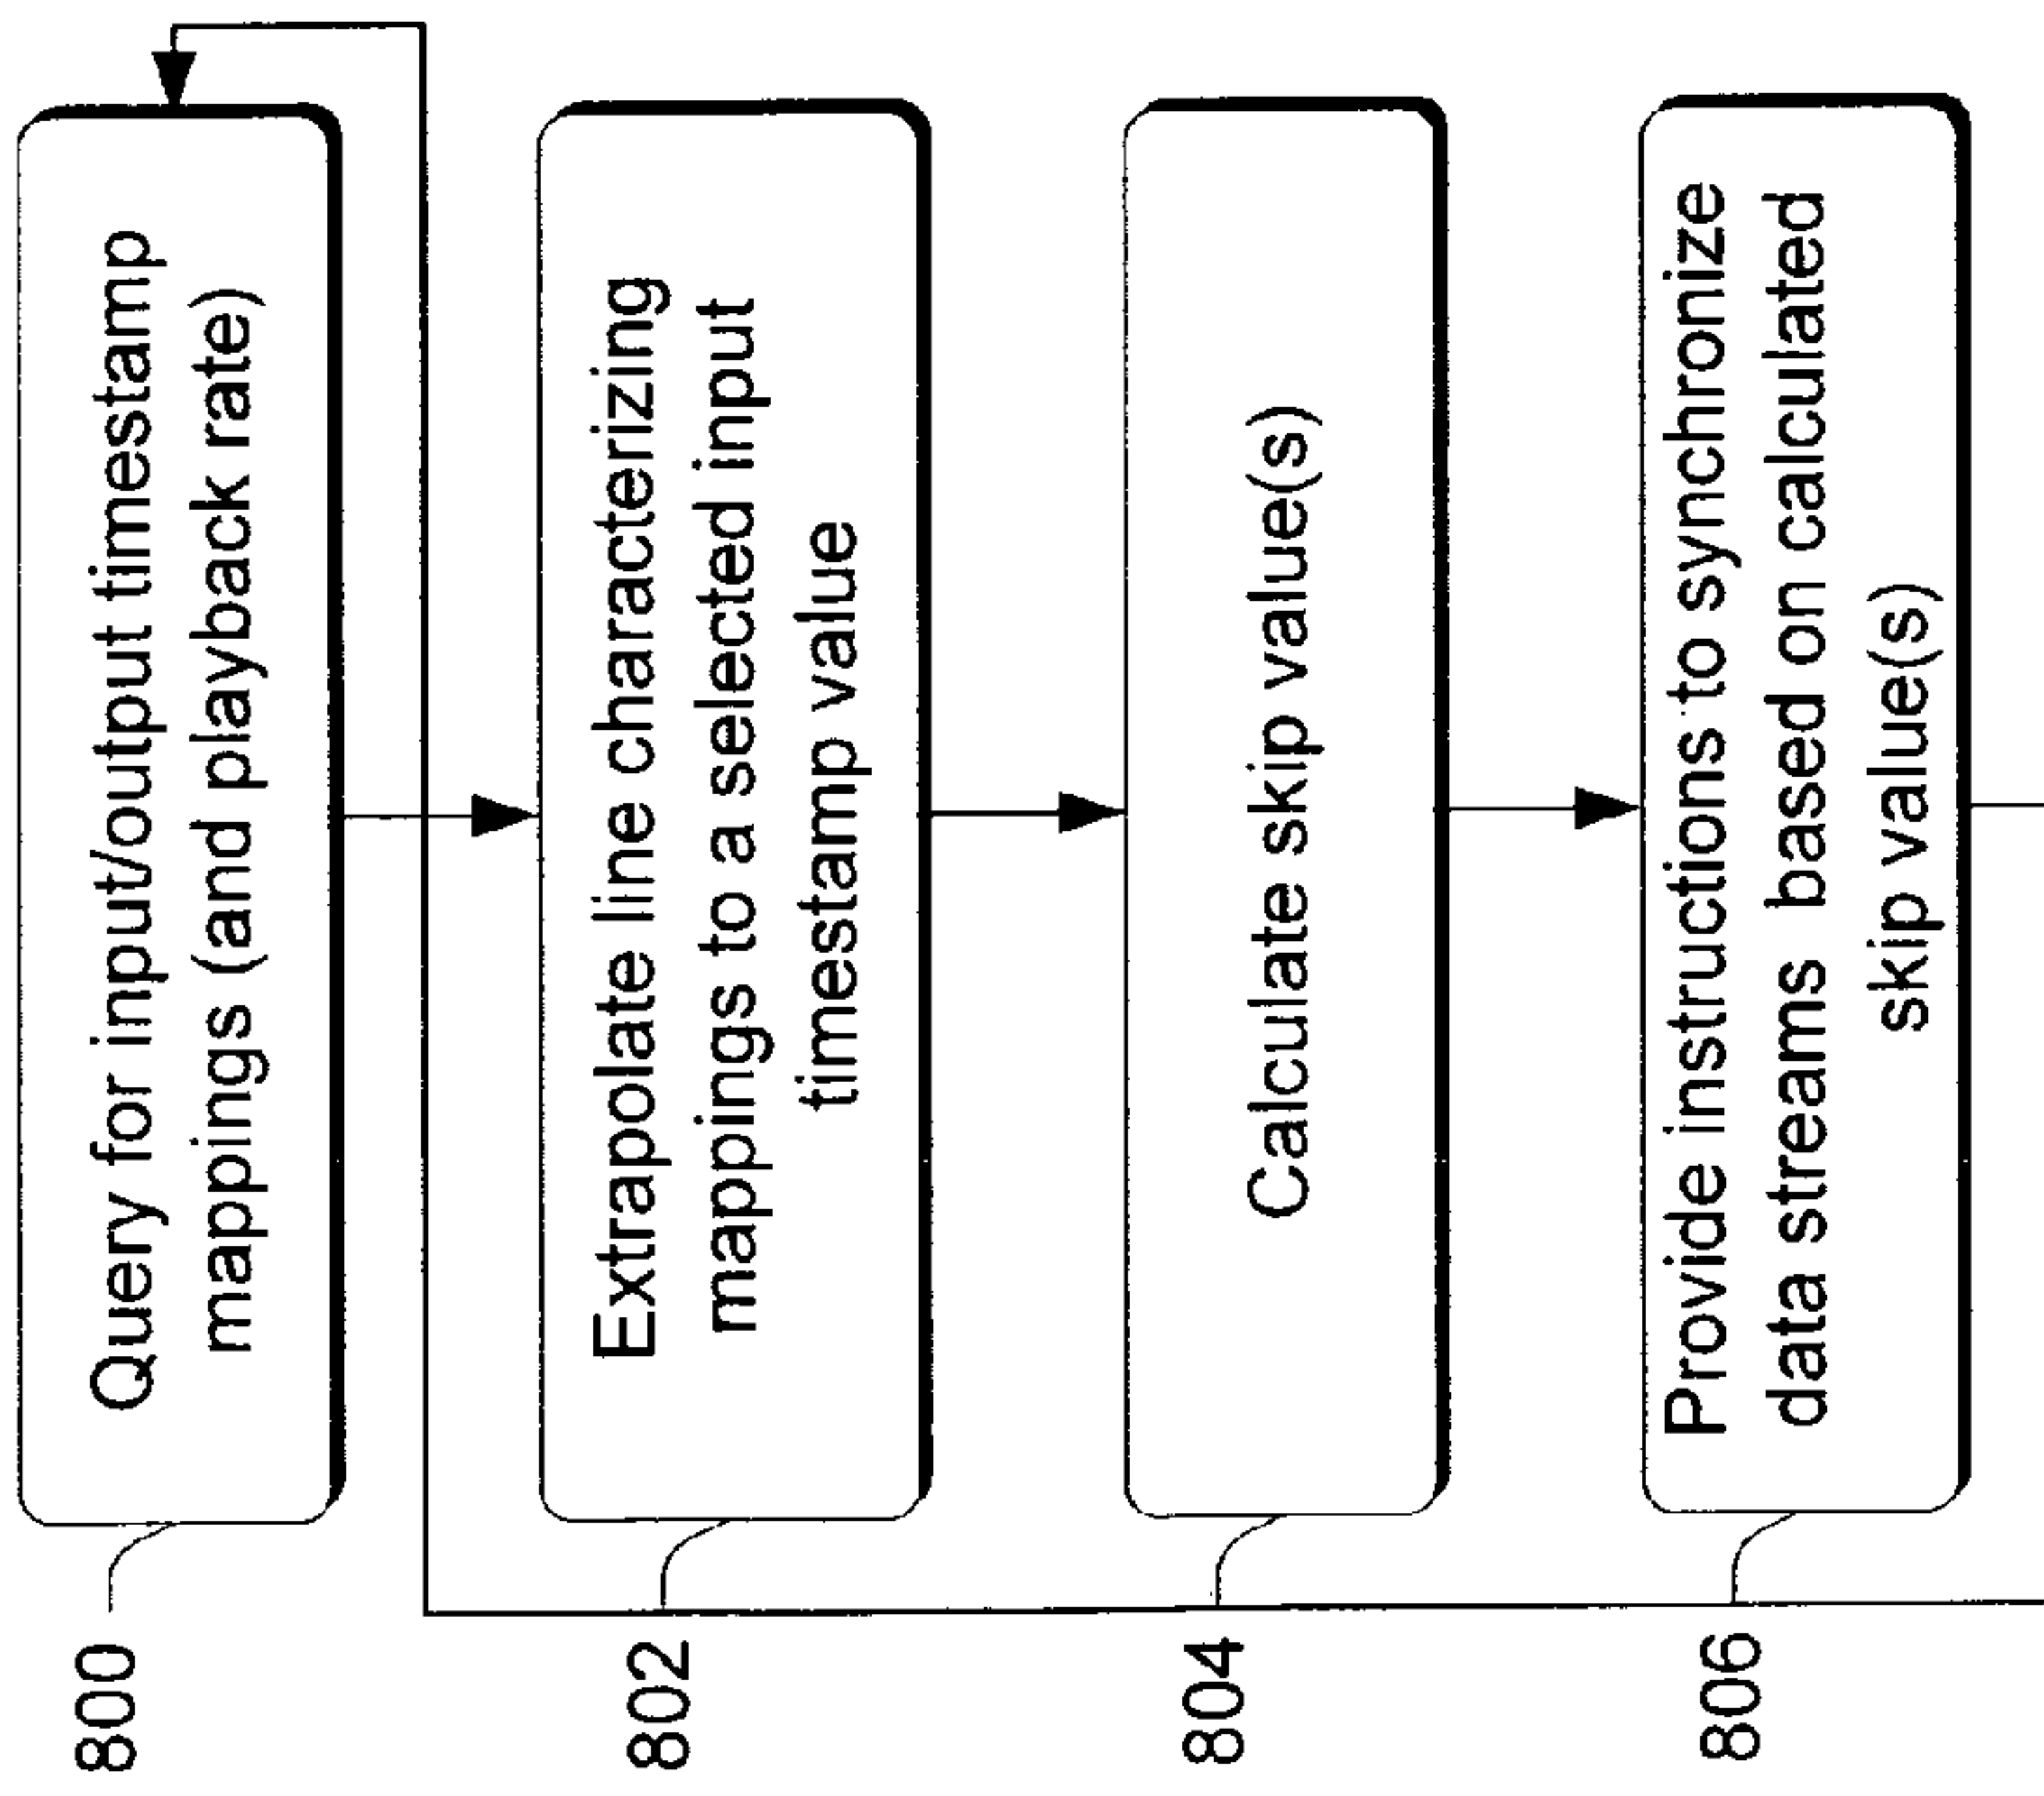 800
Query for input/output timestamp
mappings (and playback rate)
802
Extrapolate line characterizing
mappings to a selected input
timestamp value
804
Calculate skip value(s)
806
Provide instructions to synchronize
data streams based on calculated
skip value(s)